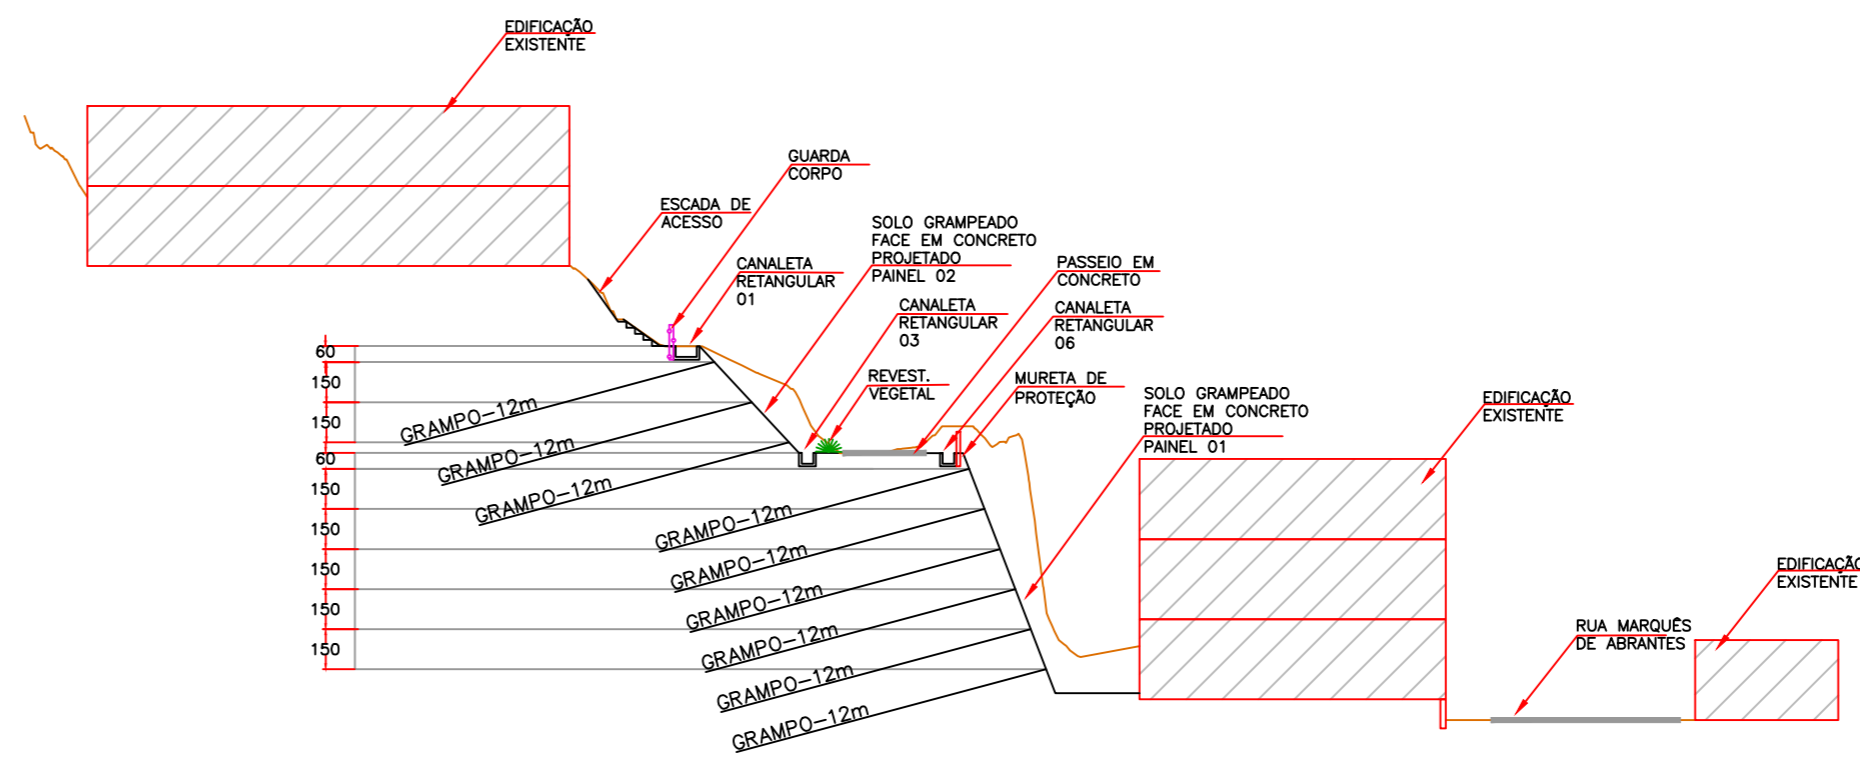 EDIFICAÇÃO
EXISTENTE
GUARDA
CORPO
ESCADA DE
ACESSO
SOLO GRAMPEADO
FACE EM CONCRETO
PROJETADO
PAINEL 02
CANALETA
RETANGULAR
01
PASSEIO EM
CONCRETO
CANALETA
RETANGULAR
03
CANALETA
RETANGULAR
06
REVEST.
VEGETAL
MURETA DE
PROTEÇÃO
SOLO GRAMPEADO
FACE EM CONCRETO
PROJETADO
PAINEL 01
EDIFICAÇÃO
EXISTENTE
EDIFICAÇÃO
EXISTENTE
RUA MARQUÊS
DE ABRANTES
60
150
150
60
150
150
150
150
150
GRAMPO-12m
GRAMPO-12m
GRAMPO-12m
GRAMPO-12m
GRAMPO-12m
GRAMPO-12m
GRAMPO-12m
GRAMPO-12m
GRAMPO-12m